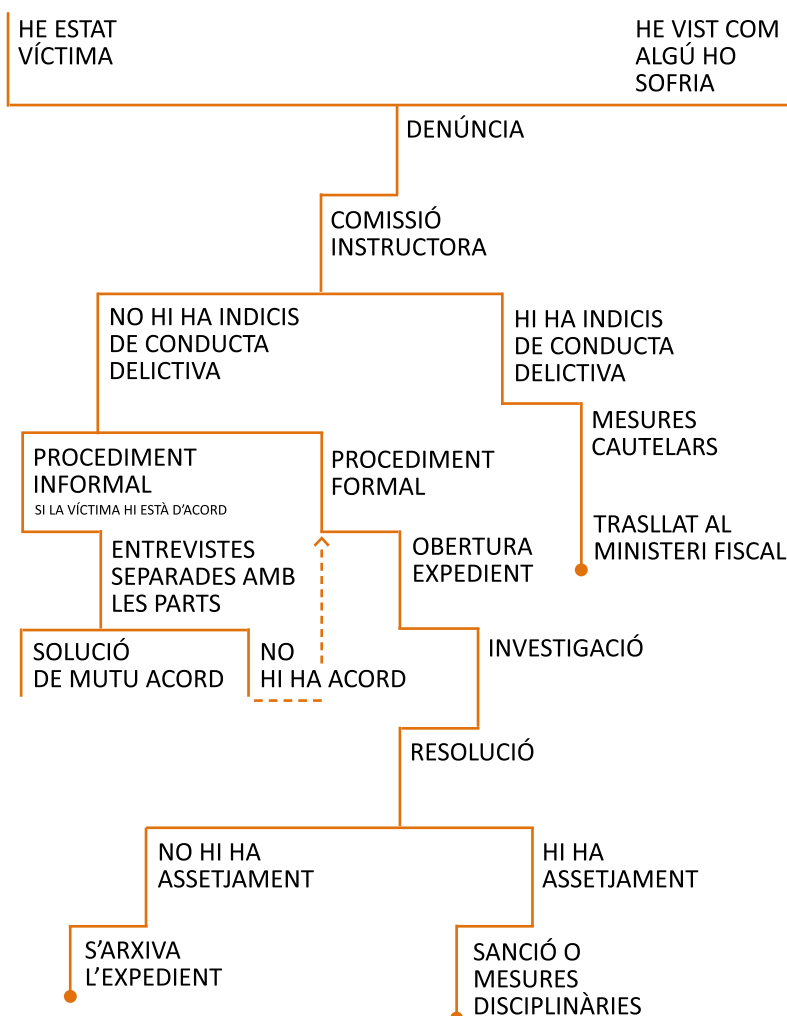 HE ESTAT
VÍCTIMA
HE VIST COM
ALGÚ HO
SOFRIA
DENÚNCIA
COMISSIÓ
INSTRUCTORA
NO HI HA INDICIS
DE CONDUCTA
DELICTIVA
HI HA INDICIS
DE CONDUCTA
DELICTIVA
MESURES
CAUTELARS
PROCEDIMENT
INFORMAL
SI LA VÍCTIMA HI ESTÀ D'ACORD
PROCEDIMENT
FORMAL
TRASLLAT AL
MINISTERI FISCAL
ENTREVISTES
SEPARADES AMB
LES PARTS
OBERTURA
EXPEDIENT
SOLUCIÓ
DE MUTU ACORD
NO
HI HA ACORD
INVESTIGACIÓ
RESOLUCIÓ
NO HI HA
ASSETJAMENT
HI HA
ASSETJAMENT
S'ARXIVA
L'EXPEDIENT
SANCIÓ O
MESURES
DISCIPLINÀRIES